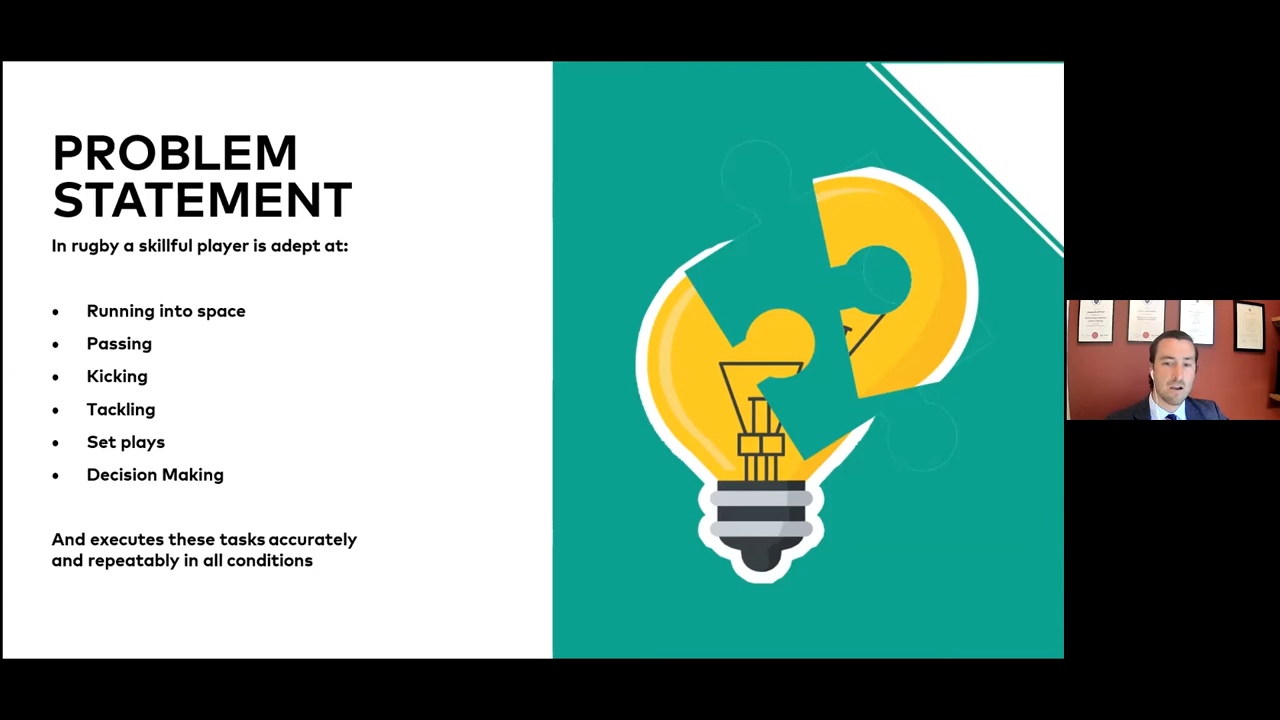 PROBLEM
STATEMENT
In rugby a skillful player is adept at:
• Running into space
• Passing
• Kicking
• Tackling
• Set plays
• Decision Making
And executes these tasks accurately
and repeatably in all conditions